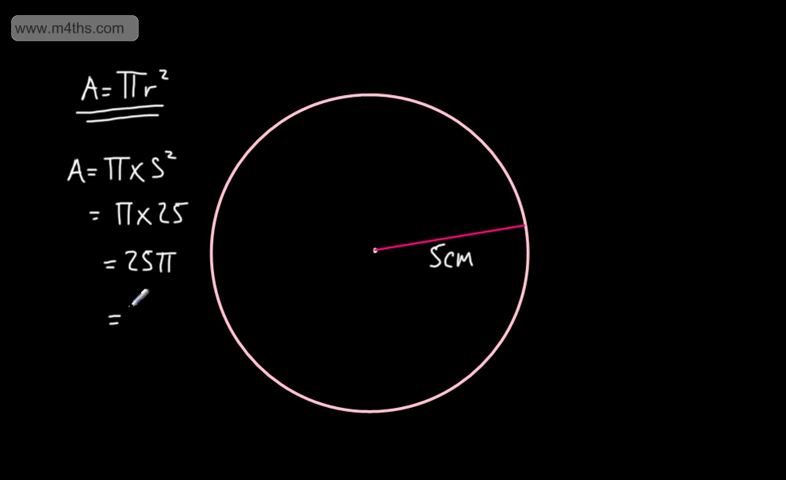 www.m4ths.com
A=πr²
A=π×5²
=π×25
=25π
=
5cm